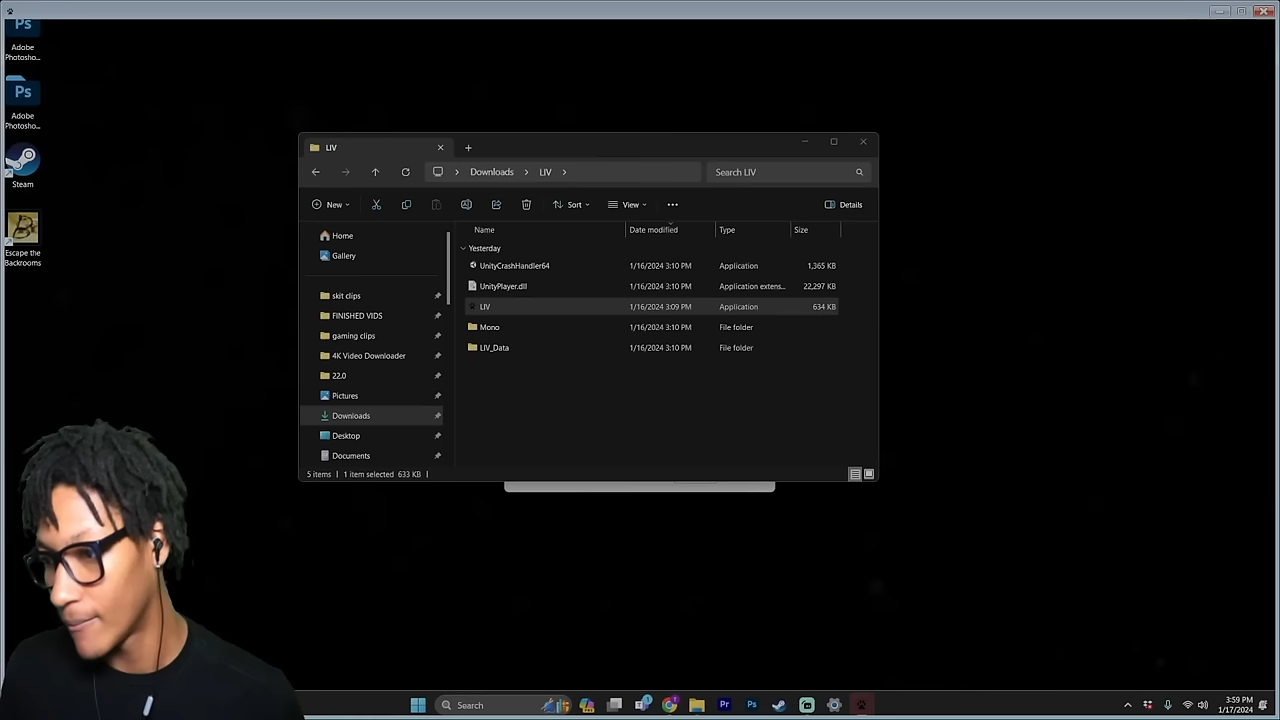 Ps
Adobe
Photosho...
Ps
Adobe
Photosho...
Steam
Escape the
Backrooms
LIV
Downloads
LIV
Search LIV
New
Sort
View
Details
Name
Date modified
Type
Size
Home
Gallery
skit clips
FINISHED VIDS
gaming clips
4K Video Downloader
22.0
Pictures
Downloads
Desktop
Documents
Yesterday
UnityCrashHandler64 1/16/2024 3:10 PM Application 1,365 KB
UnityPlayer.dll 1/16/2024 3:10 PM Application extens... 22,297 KB
LIV 1/16/2024 3:09 PM Application 634 KB
Mono 1/16/2024 3:10 PM File folder
LIV_Data 1/16/2024 3:10 PM File folder
5 items 1 item selected 633 KB
Search
Pr
Ps
3:59 PM
1/17/2024